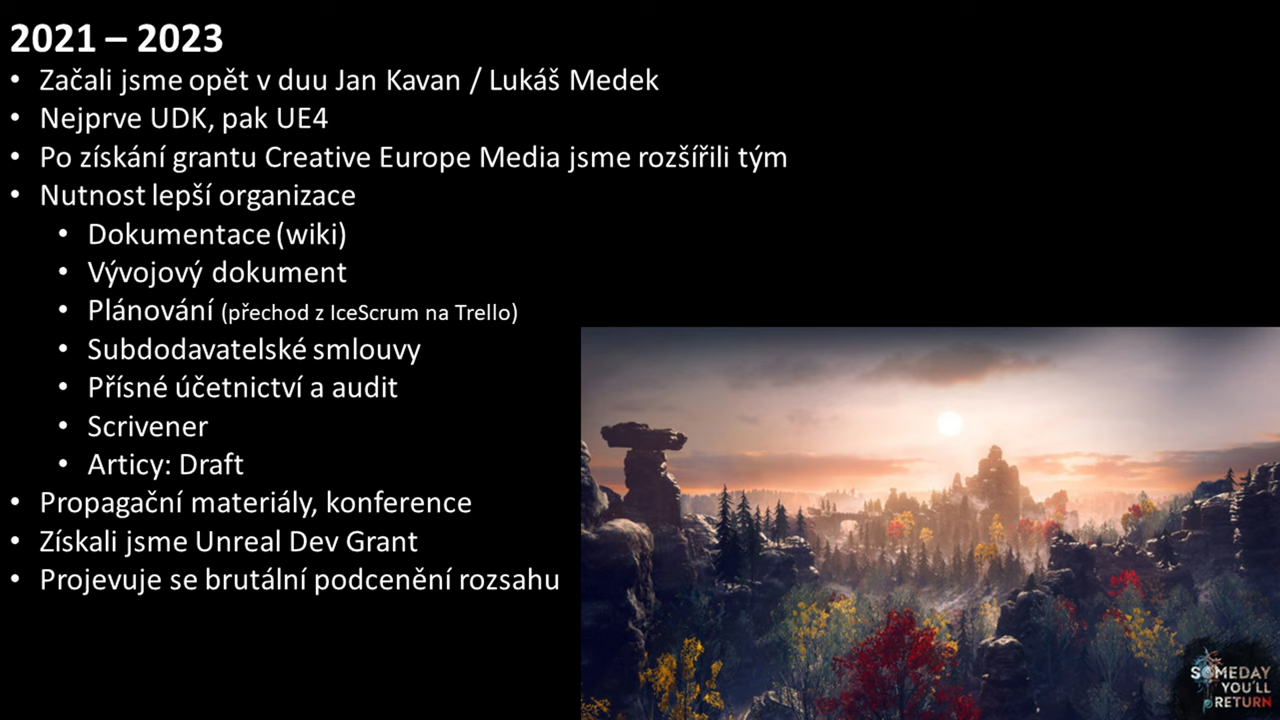 2021 – 2023
• Začali jsme opět v duu Jan Kavan / Lukáš Medek
• Nejprve UDK, pak UE4
• Po získání grantu Creative Europe Media jsme rozšířili tým
• Nutnost lepší organizace
• Dokumentace (wiki)
• Vývojový dokument
• Plánování (přechod z IceScrum na Trello)
• Subdodavatelské smlouvy
• Přísné účetnictví a audit
• Scrivener
• Articy: Draft
• Propagační materiály, konference
• Získali jsme Unreal Dev Grant
• Projevuje se brutální podcenění rozsahu
SOMEDAY
YOU'LL
RETURN